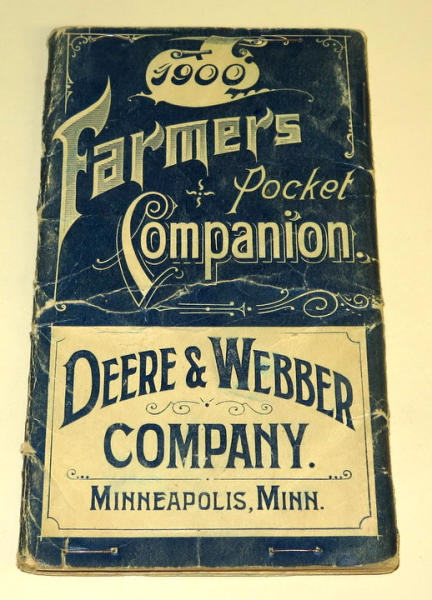 1900
Farmers
Pocket
Companion.
DEERE & WEBBER
COMPANY.
MINNEAPOLIS, MINN.